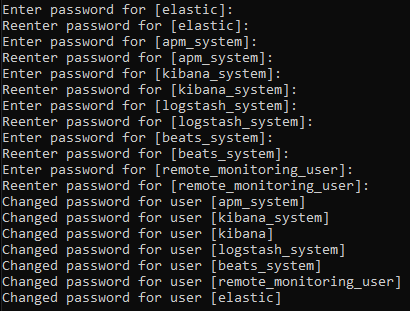 Enter password for [elastic]:
Reenter password for [elastic]:
Enter password for [apm_system]:
Reenter password for [apm_system]:
Enter password for [kibana_system]:
Reenter password for [kibana_system]:
Enter password for [logstash_system]:
Reenter password for [logstash_system]:
Enter password for [beats_system]:
Reenter password for [beats_system]:
Enter password for [remote_monitoring_user]:
Reenter password for [remote_monitoring_user]:
Changed password for user [apm_system]
Changed password for user [kibana_system]
Changed password for user [kibana]
Changed password for user [logstash_system]
Changed password for user [beats_system]
Changed password for user [remote_monitoring_user]
Changed password for user [elastic]